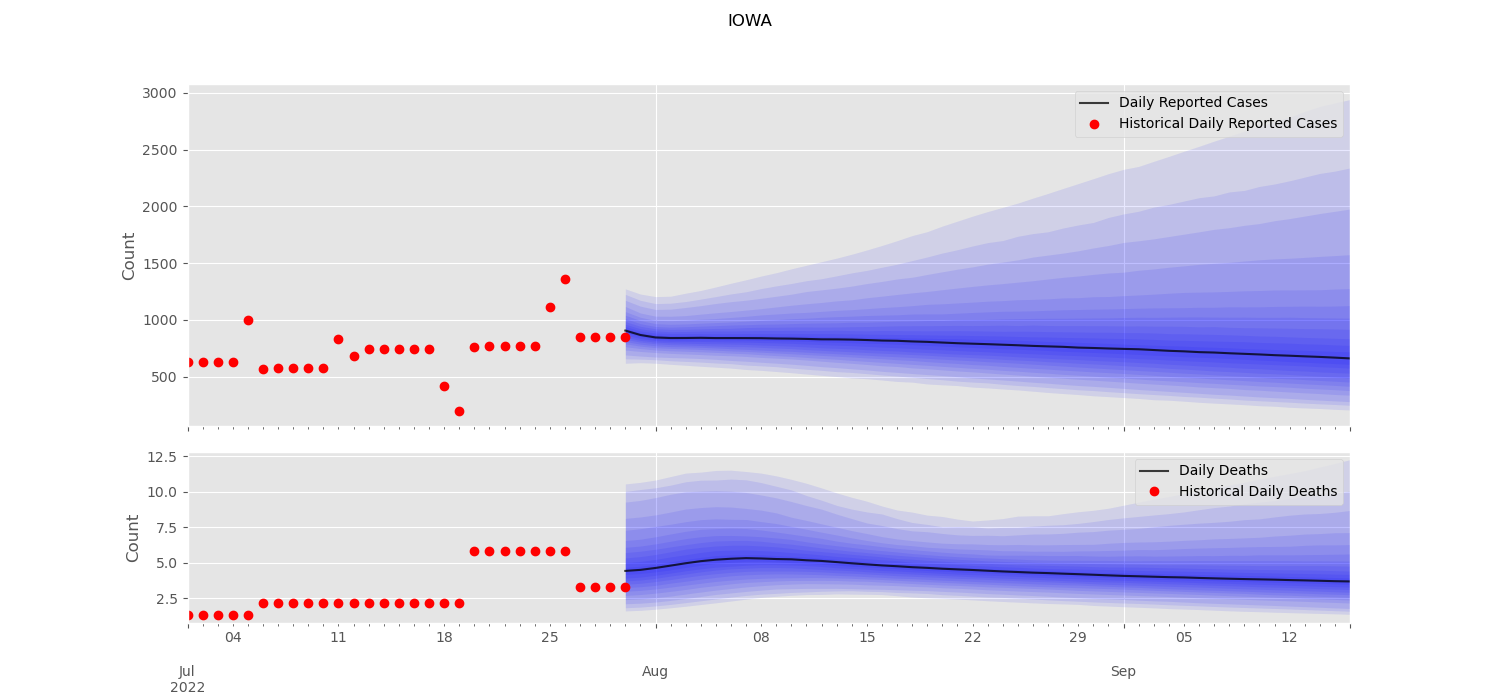 IOWA
3000
2500
2000
1500
1000
500
Count
Daily Reported Cases
Historical Daily Reported Cases
12.5
10.0
7.5
5.0
2.5
Count
Daily Deaths
Historical Daily Deaths
04 11 18 25 08 15 22 29 05 12
Jul Aug Sep
2022